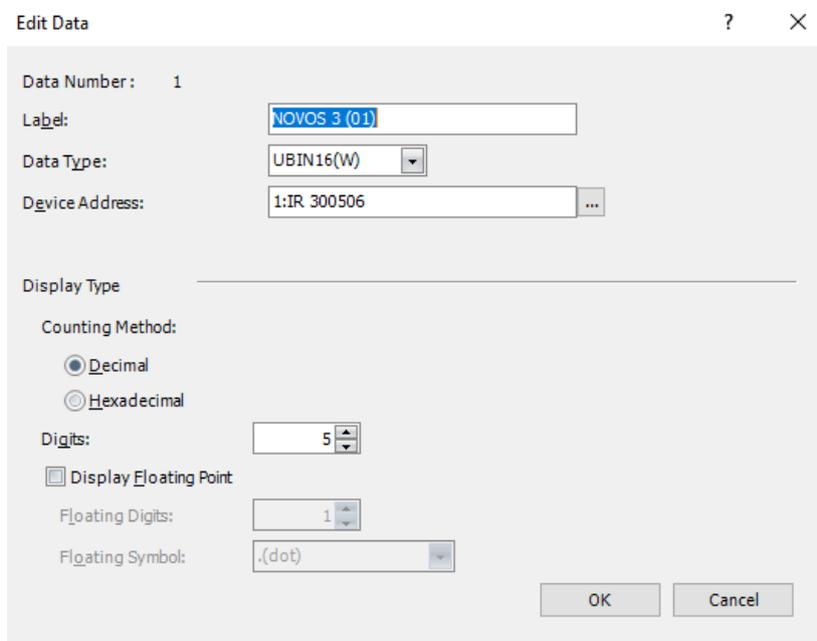 Edit Data ?
Data Number: 1
Label: NOVOS 3 (01)
Data Type: UBIN16(W)
Device Address: 1:IR 300506 ...
Display Type
Counting Method:
Decimal
Hexadecimal
Digits: 5
Display Floating Point
Floating Digits: 1
Floating Symbol: .(dot)
OK Cancel